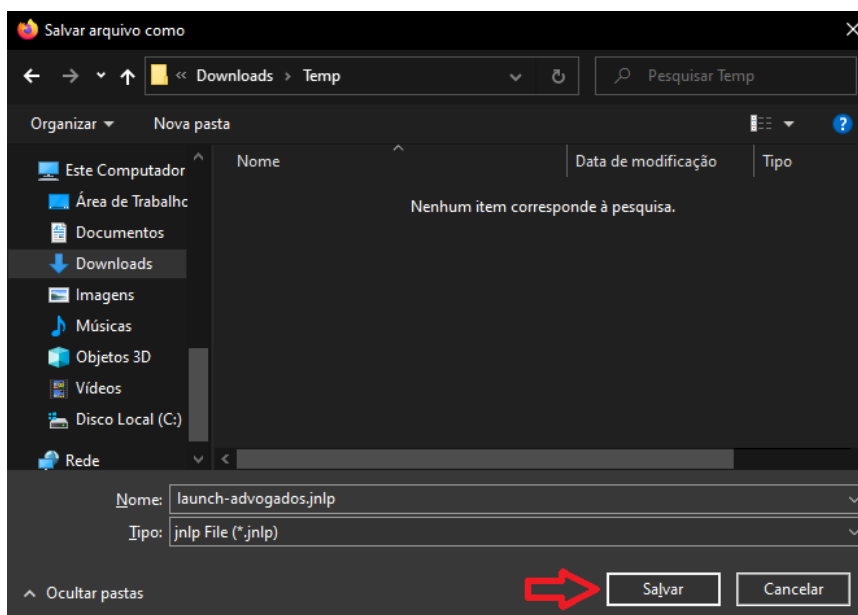 Salvar arquivo como
« Downloads > Temp
Pesquisar Temp
Organizar
Nova pasta
Este Computador
Nome
Data de modificação
Tipo
Área de Trabalho
Nenhum item corresponde à pesquisa.
Documentos
Downloads
Imagens
Músicas
Objetos 3D
Vídeos
Disco Local (C:)
Rede
Nome: launch-advogados.jnlp
Tipo: jnlp File (*.jnlp)
Ocultar pastas
Salvar
Cancelar